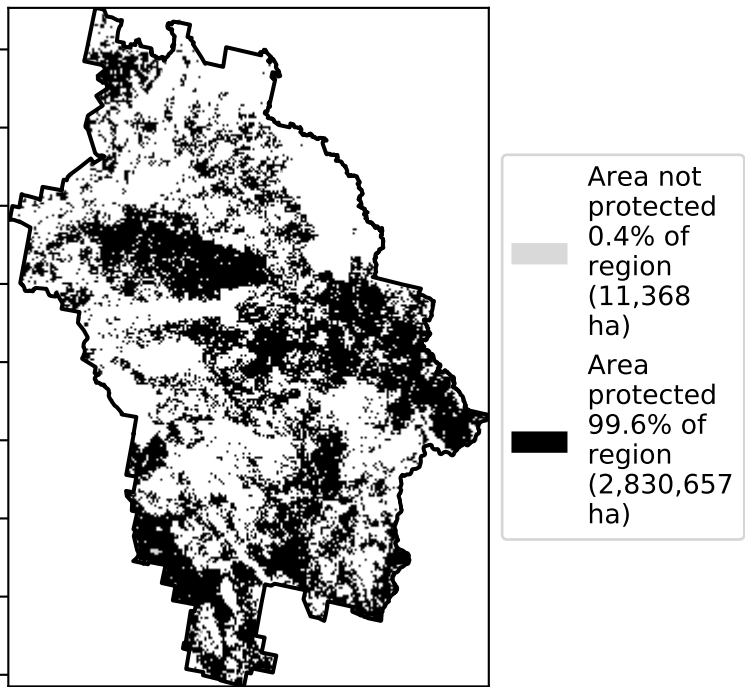 Area not
protected
0.4% of
region
(11,368
ha)
Area
protected
99.6% of
region
(2,830,657
ha)